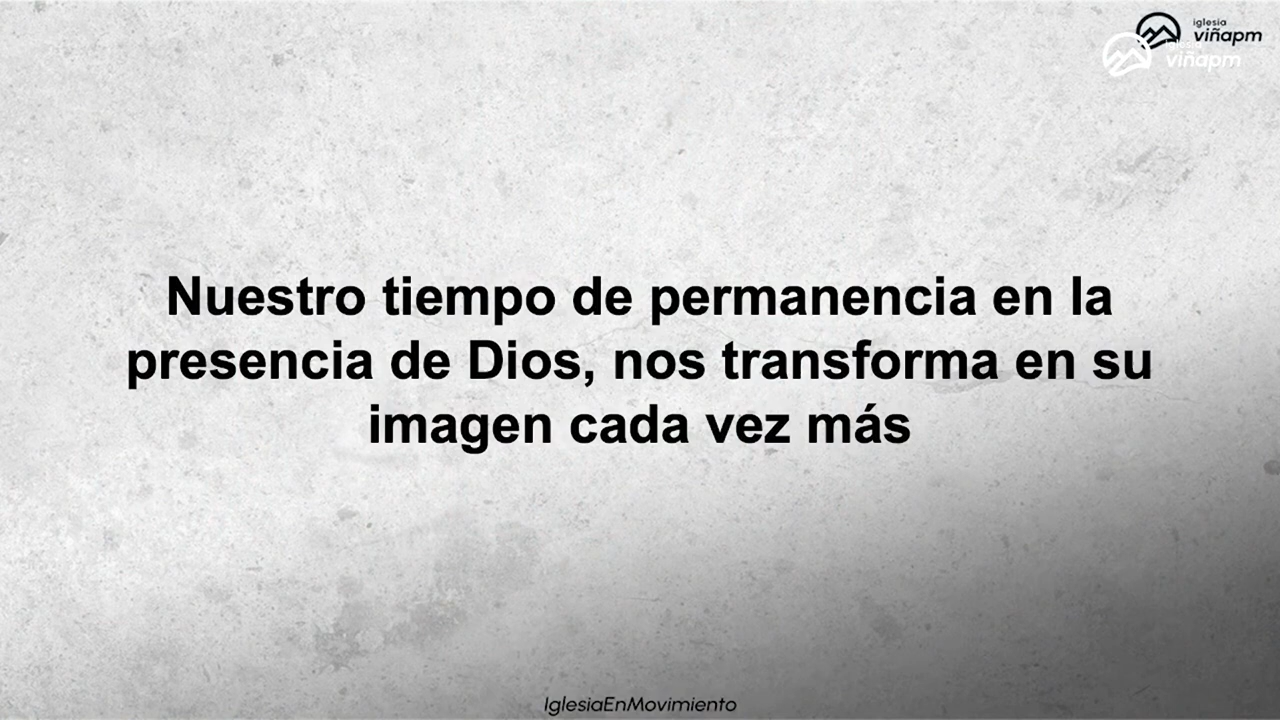 iglesia
viñapm
iglesia
viñapm
Nuestro tiempo de permanencia en la
presencia de Dios, nos transforma en su
imagen cada vez más
IglesiaEnMovimiento